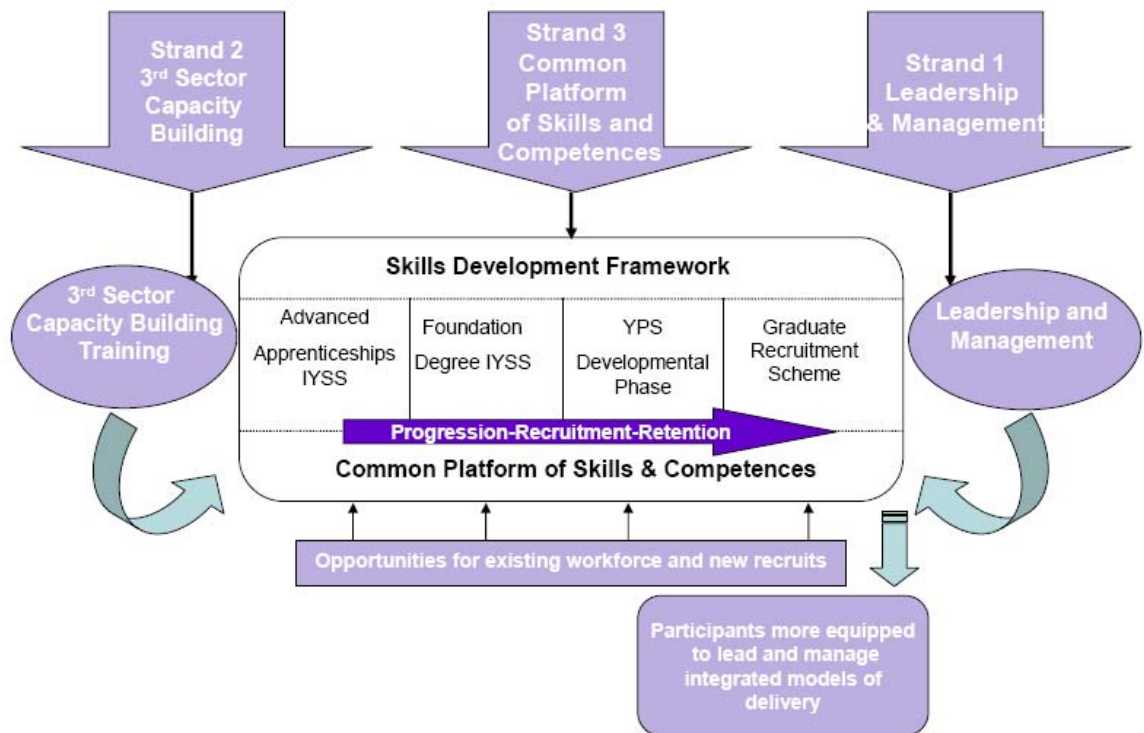 Strand 2
3rd Sector
Capacity
Building
Strand 3
Common
Platform
of Skills and
Competences
Strand 1
Leadership
& Management
3rd Sector
Capacity Building
Training
Skills Development Framework
Advanced
Apprenticeships
IYSS
Foundation
Degree IYSS
YPS
Developmental
Phase
Graduate
Recruitment
Scheme
Progression-Recruitment-Retention
Common Platform of Skills & Competences
Leadership and
Management
Opportunities for existing workforce and new recruits
Participants more equipped
to lead and manage
integrated models of
delivery